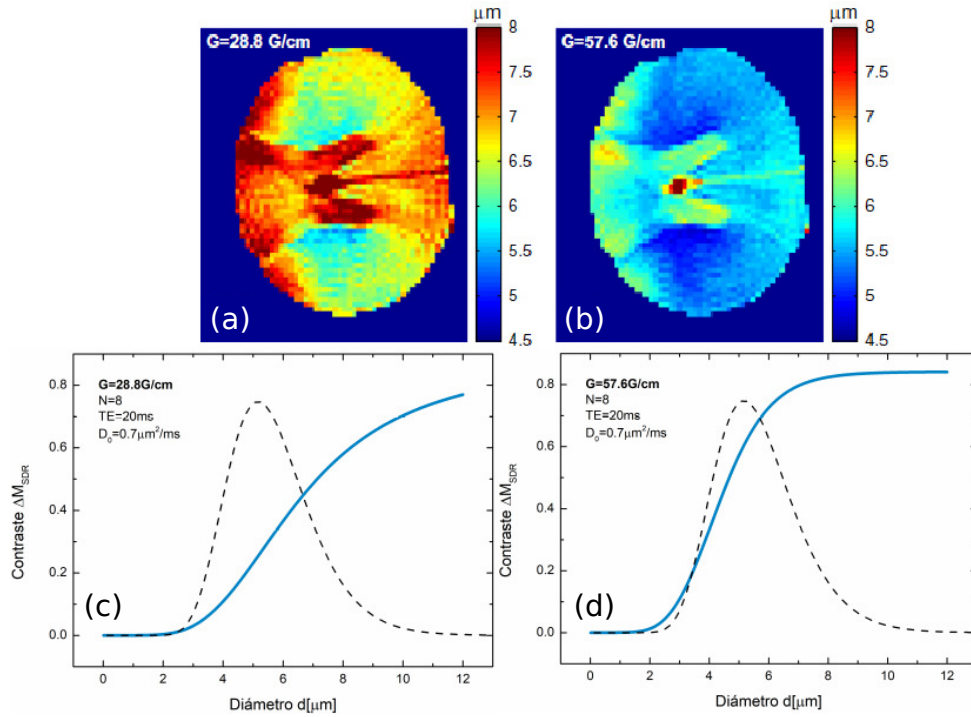 μm
G=28.8 G/cm
8
7.5
7
6.5
6
5.5
5
4.5
(a)
μm
G=57.6 G/cm
8
7.5
7
6.5
6
5.5
5
4.5
(b)
G=28.8G/cm
N=8
TE=20ms
D₀=0.7μm²/ms
Contraste ΔM_SDR
0.8
0.6
0.4
0.2
0.0
(c)
0 2 4 6 8 10 12
Diámetro d[μm]
G=57.6G/cm
N=8
TE=20ms
D₀=0.7μm²/ms
Contraste ΔM_SDR
0.8
0.6
0.4
0.2
0.0
(d)
0 2 4 6 8 10 12
Diámetro d[μm]